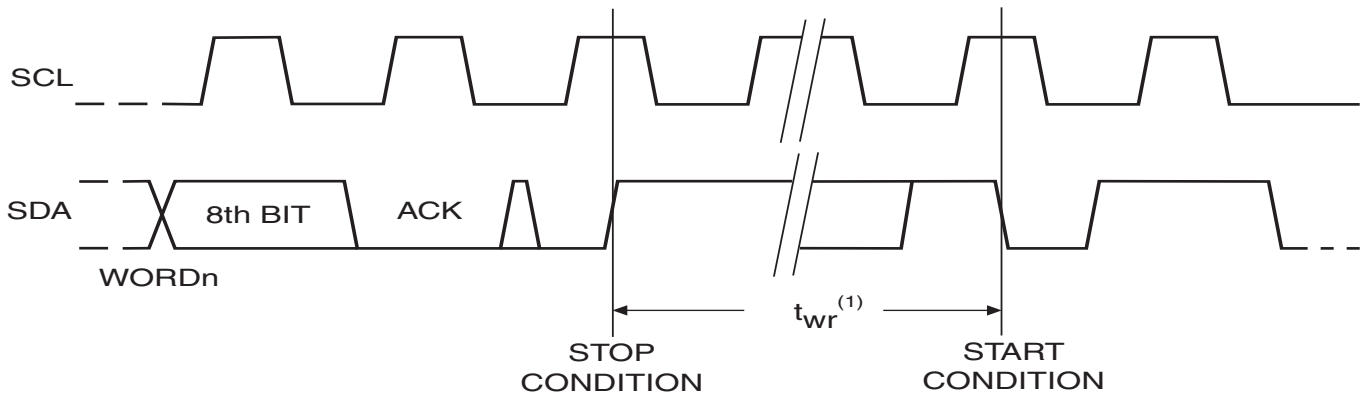 SCL
SDA
8th BIT
ACK
WORDn
twr(1)
STOP
CONDITION
START
CONDITION